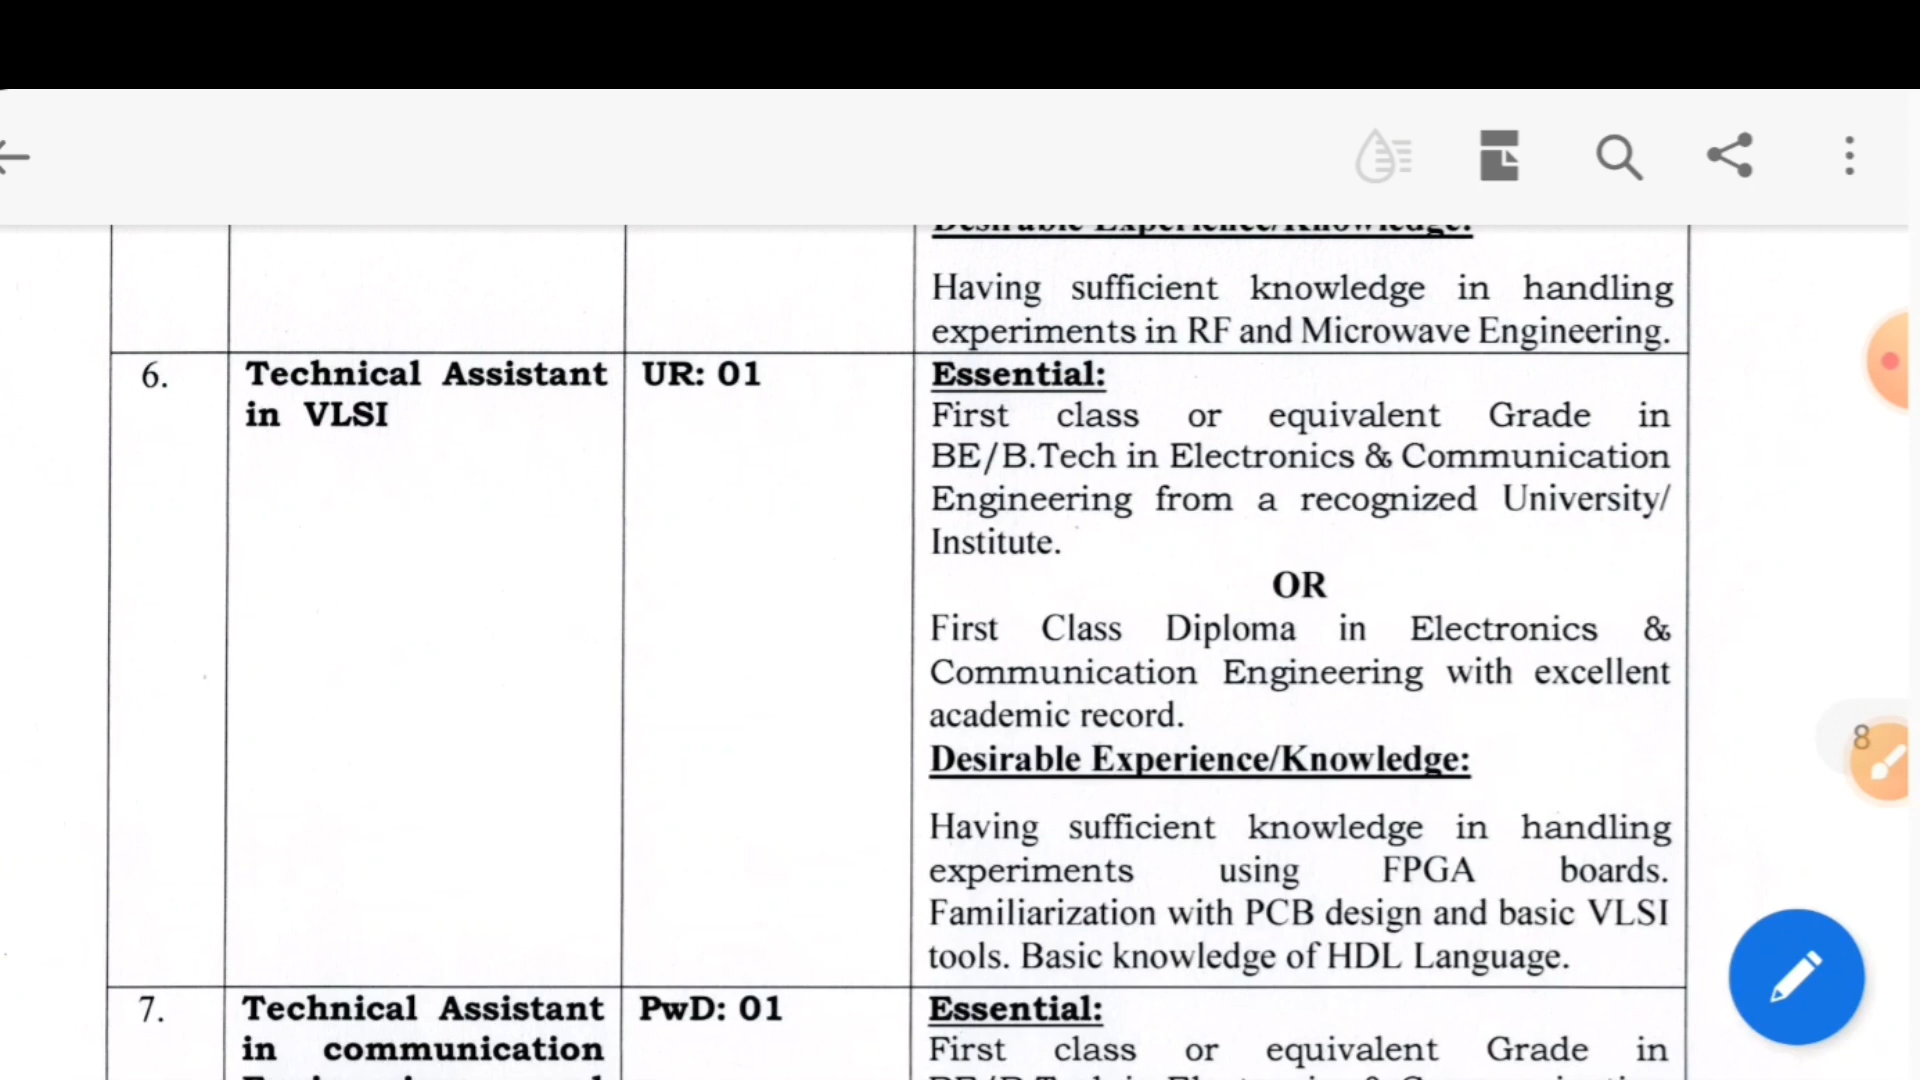 Desirable Experience/Knowledge:
Having sufficient knowledge in handling
experiments in RF and Microwave Engineering.
6.
Technical Assistant
in VLSI
UR: 01
Essential:
First class or equivalent Grade in
BE/B.Tech in Electronics & Communication
Engineering from a recognized University/
Institute.
OR
First Class Diploma in Electronics &
Communication Engineering with excellent
academic record.
Desirable Experience/Knowledge:
Having sufficient knowledge in handling
experiments using FPGA boards.
Familiarization with PCB design and basic VLSI
tools. Basic knowledge of HDL Language.
8
7.
Technical Assistant
in communication
PwD: 01
Essential:
First class or equivalent Grade in